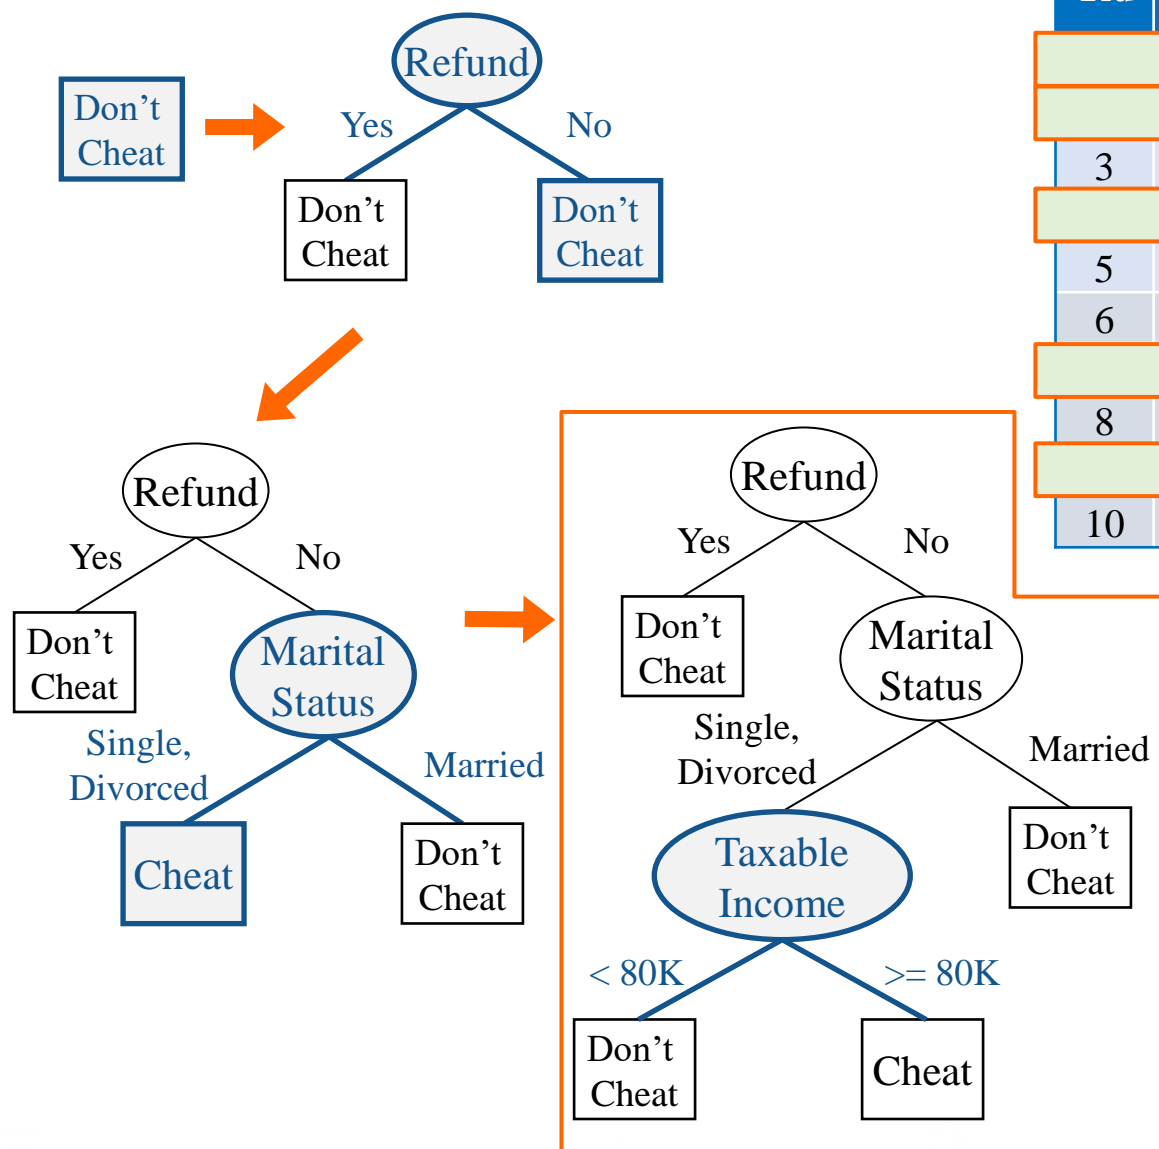 Refund
Don't
Cheat
Yes
No
Don't
Cheat
Don't
Cheat
3
5
6
8
10
Refund
Yes
No
Don't
Cheat
Marital
Status
Single,
Divorced
Married
Cheat
Don't
Cheat
Refund
Yes
No
Don't
Cheat
Marital
Status
Single,
Divorced
Married
Taxable
Income
Don't
Cheat
< 80K
>= 80K
Don't
Cheat
Cheat